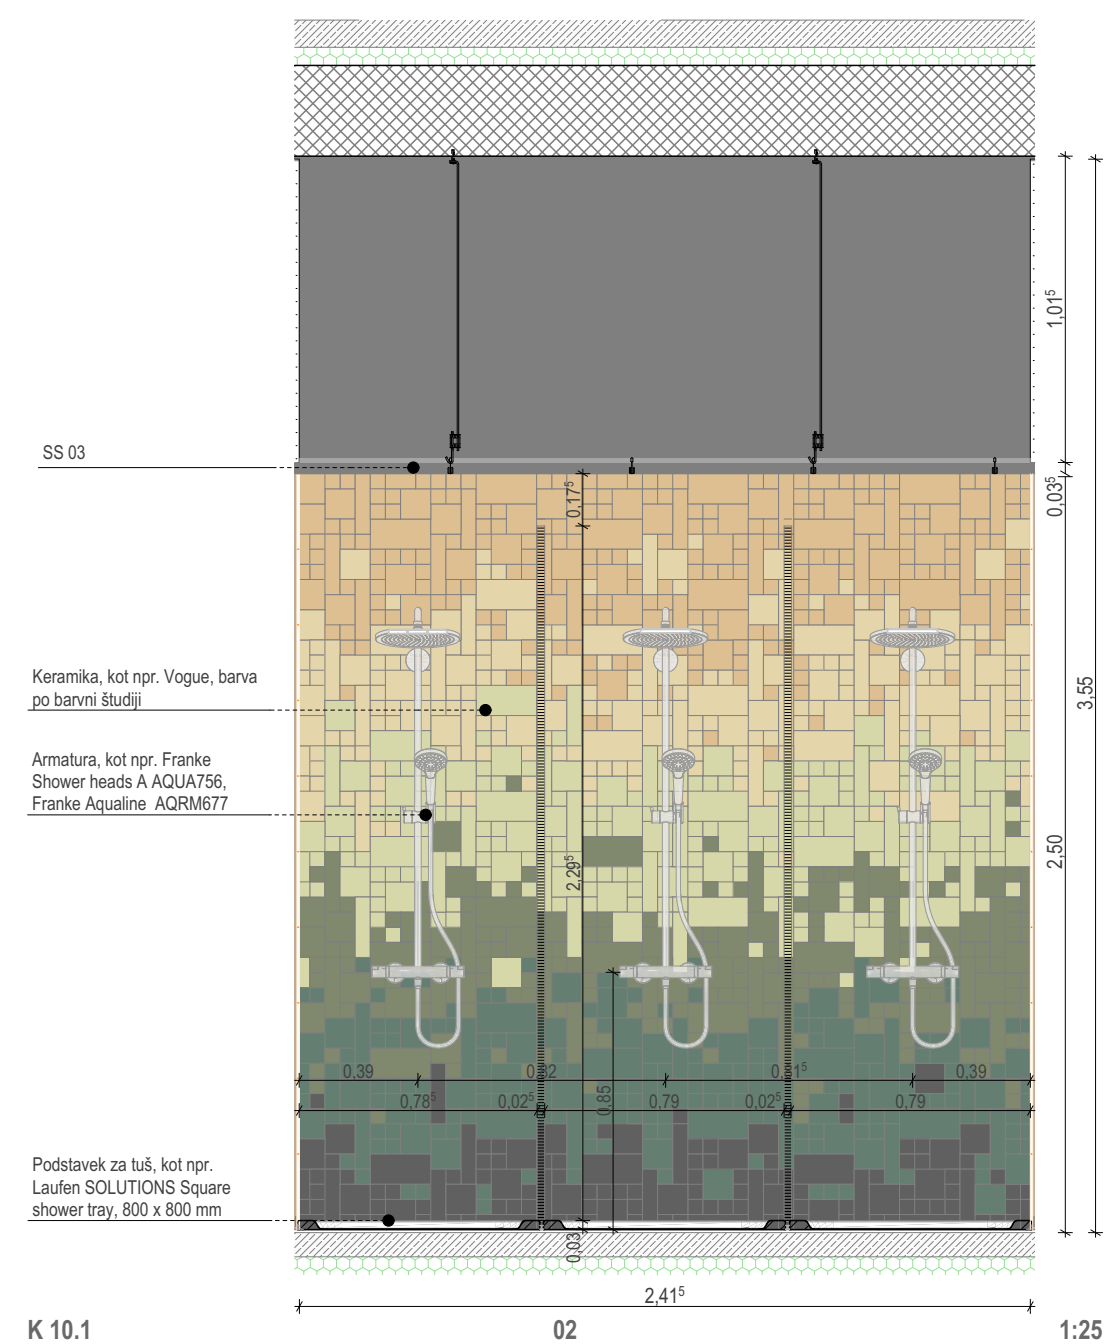 1,01⁵
SS 03
0,17⁵
0,03⁵
Keramika, kot npr. Vogue, barva
po barvni študiji
3,55
Armatura, kot npr. Franke
Shower heads A AQUA756,
Franke Aqualine AQRM677
2,29⁵
2,50
0,39
0,82
0,81⁵
0,39
0,78⁵
0,02⁵
0,85
0,79
0,02⁵
0,79
Podstavek za tuš, kot npr.
Laufen SOLUTIONS Square
shower tray, 800 x 800 mm
0,03
2,41⁵
K 10.1
02
1:25